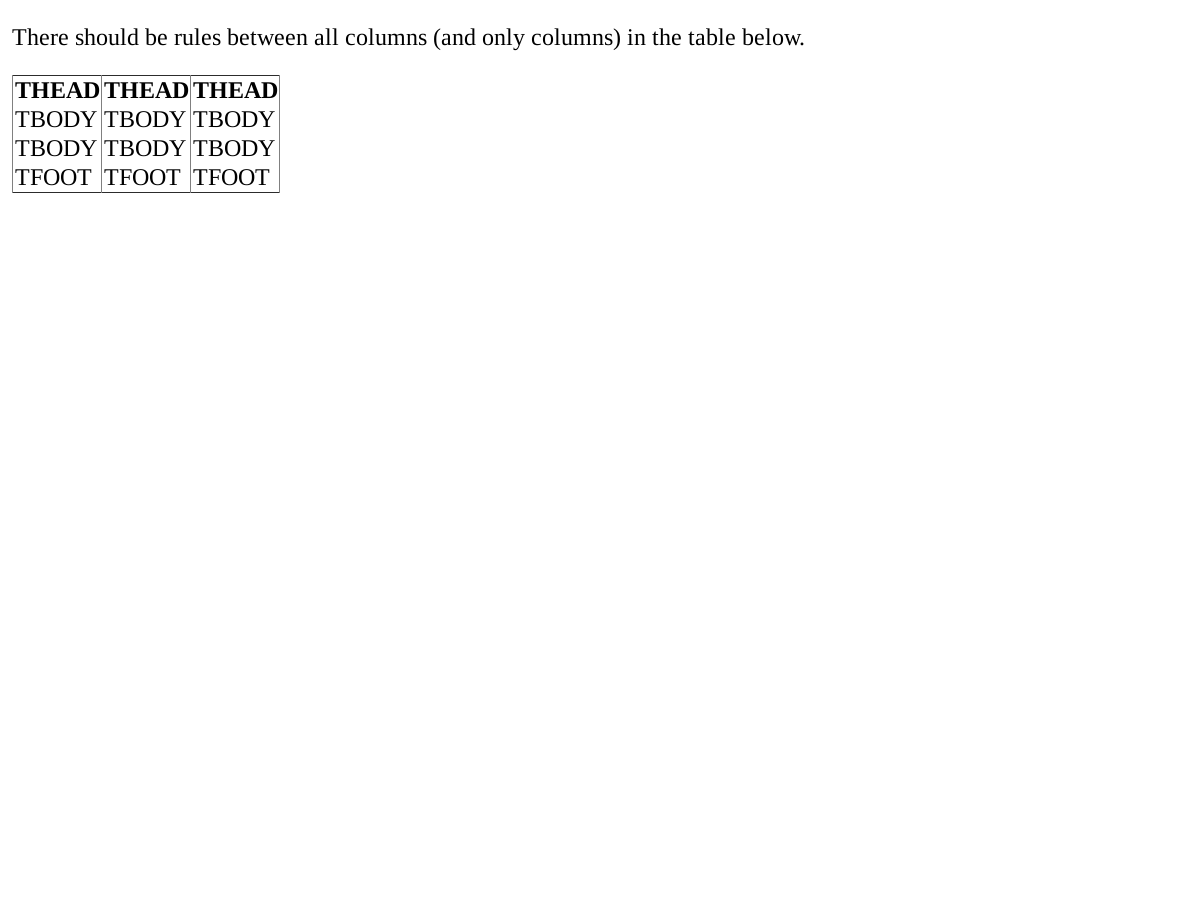 There should be rules between all columns (and only columns) in the table below.
THEAD THEAD THEAD
TBODY TBODY TBODY
TBODY TBODY TBODY
TFOOT TFOOT TFOOT